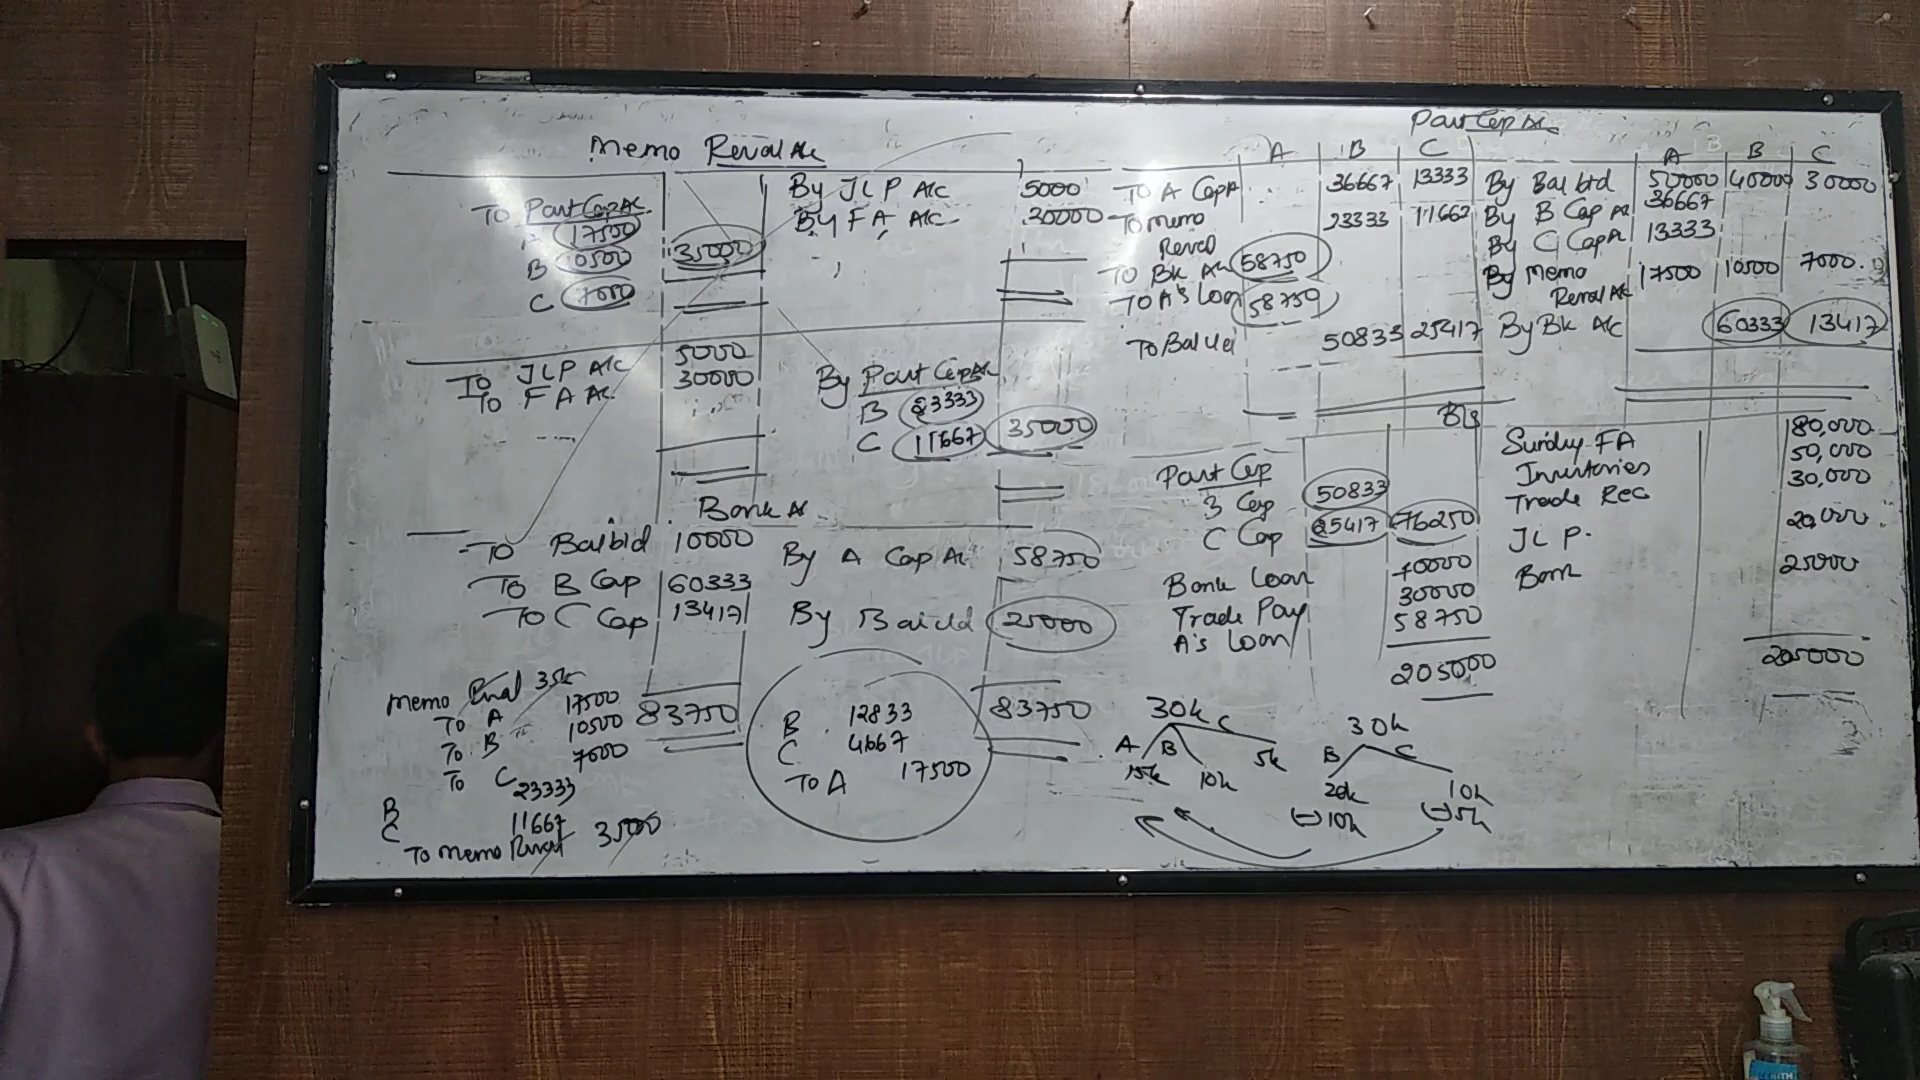 Memo Reval A/c
By JLP A/c 5000
By FA A/c 30000
To Part Cap A/c
17500
B 10500
C 7000
35000
To JLP A/c 5000
To FA A/c 30000
By Part Cap A/c
B 23333
C 11667
35000
Bank A/c
To Bal b/d 10000 By A Cap A/c 58750
To B Cap 60333
To C Cap 13417 By Bal c/d 25000
83750 83750
Memo Reval 35k
To A 17500
To B 10500
To C 7000
B 23333
C 11667
To Memo Reval 35000
B 12833
C 4667
To A 17500
Part Cap A/c
A B C A B C
To A Cap A 36667 13333 By Bal b/d 50000 40000 30000
To Memo Reval 23333 11667 By B Cap A/c 36667
By C Cap A/c 13333
To Bk A/c 58750 By Memo Reval A/c 17500 10500 7000
To A's Loan 58750
To Bal c/d 50833 25417 By Bk A/c 60333 13417
B/S
Part Cap
B Cap 50833
C Cap 25417 76250
Bank Loan 40000
Trade Pay 30000
A's Loan 58750
205000
Sundry FA 80,000
Inventories 50,000
Trade Rec 30,000
JLP. 20,000
Bank 25000
205000
30k
A B C
15k 10k 5k
30k
B C
20k 10k
(-) 10k (-) 5k